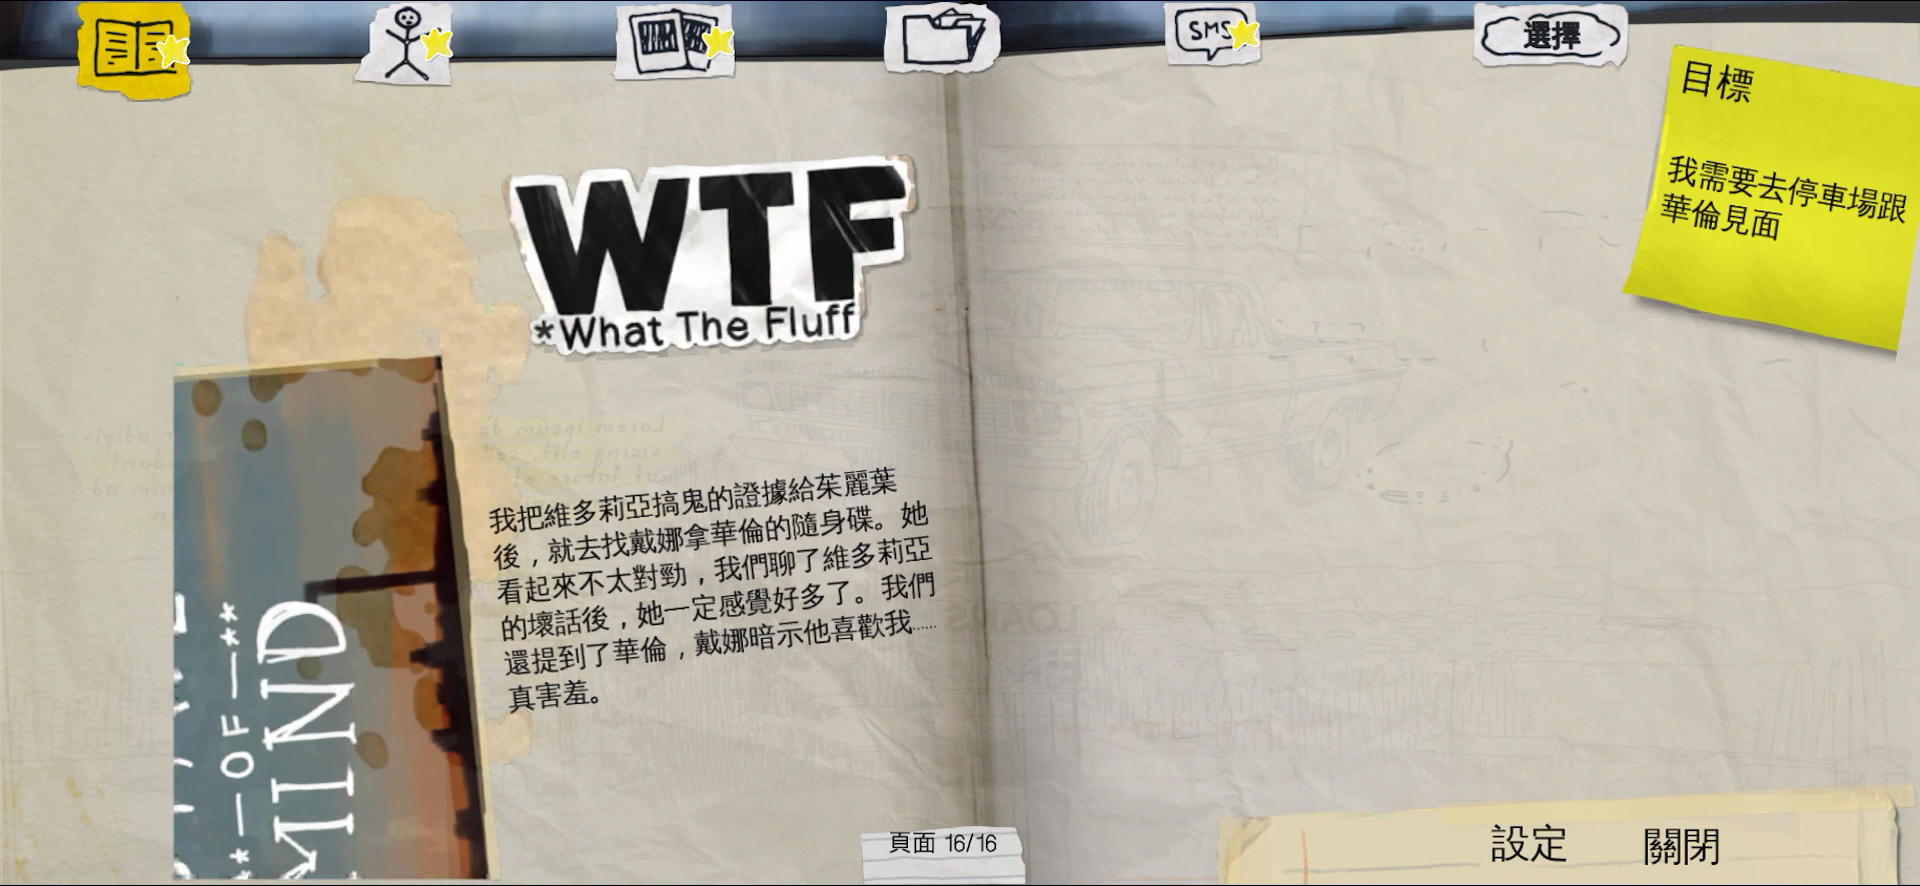 SMS
選擇
目標
我需要去停車場跟
華倫見面
WTF
*What The Fluff
我把維多莉亞搞鬼的證據給茱麗葉
後，就去找戴娜拿華倫的隨身碟。她
看起來不太對勁，我們聊了維多莉亞
的壞話後，她一定感覺好多了。我們
還提到了華倫，戴娜暗示他喜歡我......
真害羞。
OF
MIND
頁面 16/16
設定
關閉